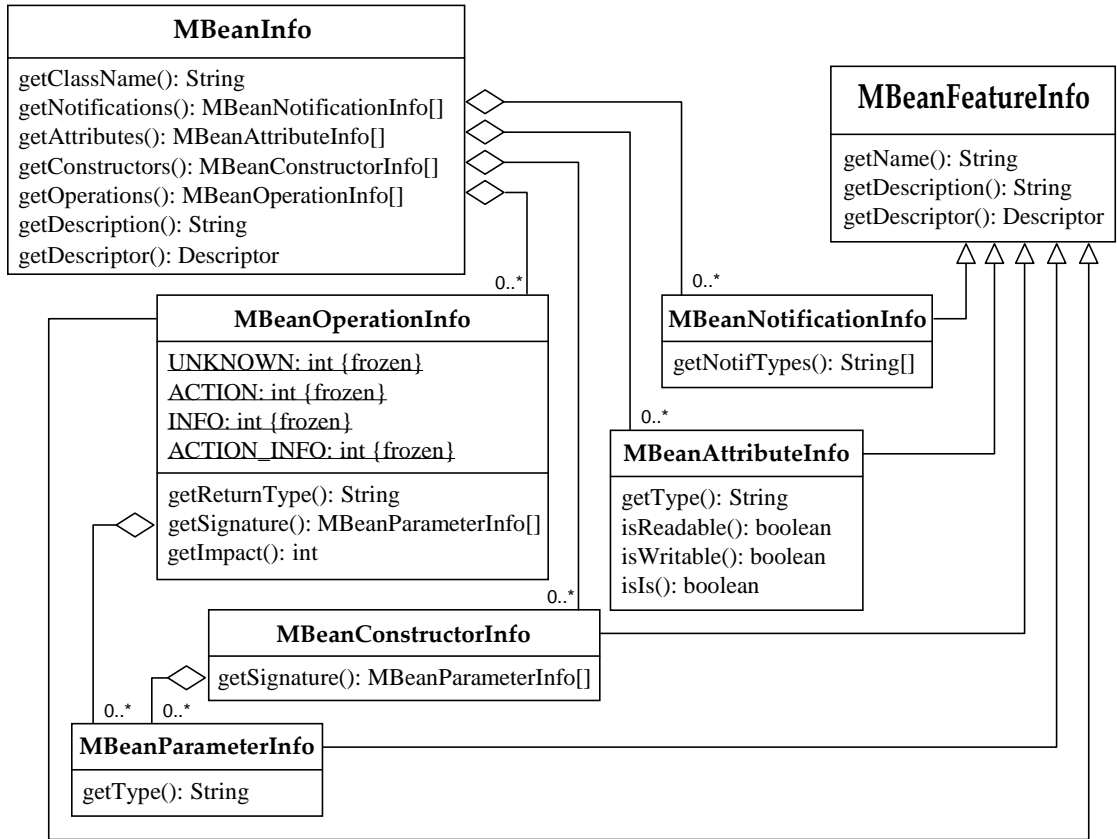 MBeanInfo
getClassName(): String
getNotifications(): MBeanNotificationInfo[]
getAttributes(): MBeanAttributeInfo[]
getConstructors(): MBeanConstructorInfo[]
getOperations(): MBeanOperationInfo[]
getDescription(): String
getDescriptor(): Descriptor
MBeanFeatureInfo
getName(): String
getDescription(): String
getDescriptor(): Descriptor
0..*
0..*
MBeanOperationInfo
UNKNOWN: int {frozen}
ACTION: int {frozen}
INFO: int {frozen}
ACTION_INFO: int {frozen}
getReturnType(): String
getSignature(): MBeanParameterInfo[]
getImpact(): int
MBeanNotificationInfo
getNotifTypes(): String[]
0..*
MBeanAttributeInfo
getType(): String
isReadable(): boolean
isWritable(): boolean
isIs(): boolean
0..*
MBeanConstructorInfo
getSignature(): MBeanParameterInfo[]
0..*
0..*
MBeanParameterInfo
getType(): String